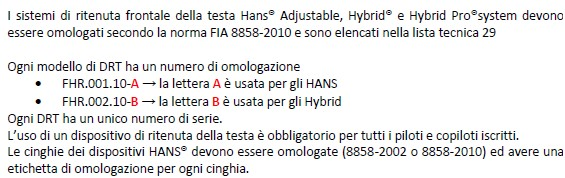 I sistemi di ritenuta frontale della testa Hans® Adjustable, Hybrid® e Hybrid Pro®system devono
essere omologati secondo la norma FIA 8858-2010 e sono elencati nella lista tecnica 29
Ogni modello di DRT ha un numero di omologazione
• FHR.001.10-A → la lettera A è usata per gli HANS
• FHR.002.10-B → la lettera B è usata per gli Hybrid
Ogni DRT ha un unico numero di serie.
L'uso di un dispositivo di ritenuta della testa è obbligatorio per tutti i piloti e copiloti iscritti.
Le cinghie dei dispositivi HANS® devono essere omologate (8858-2002 o 8858-2010) ed avere una
etichetta di omologazione per ogni cinghia.